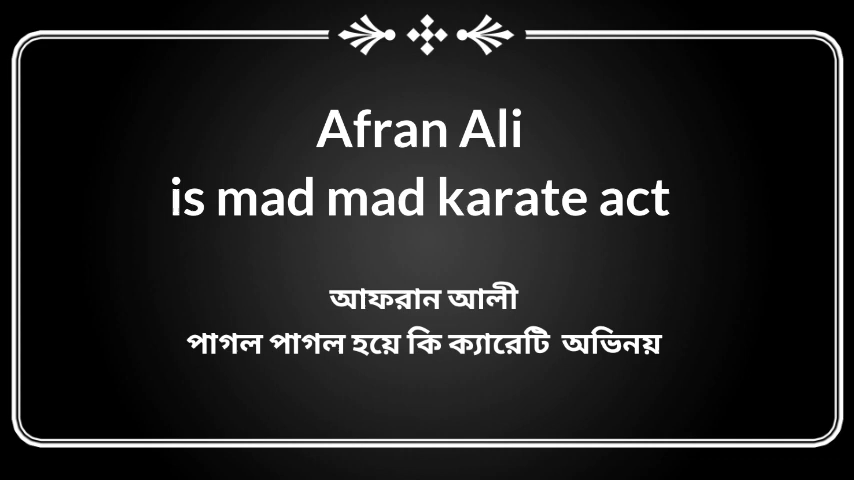 Afran Ali
is mad mad karate act
আফরান আলী
পাগল পাগল হয়ে কি ক্যারেটি অভিনয়